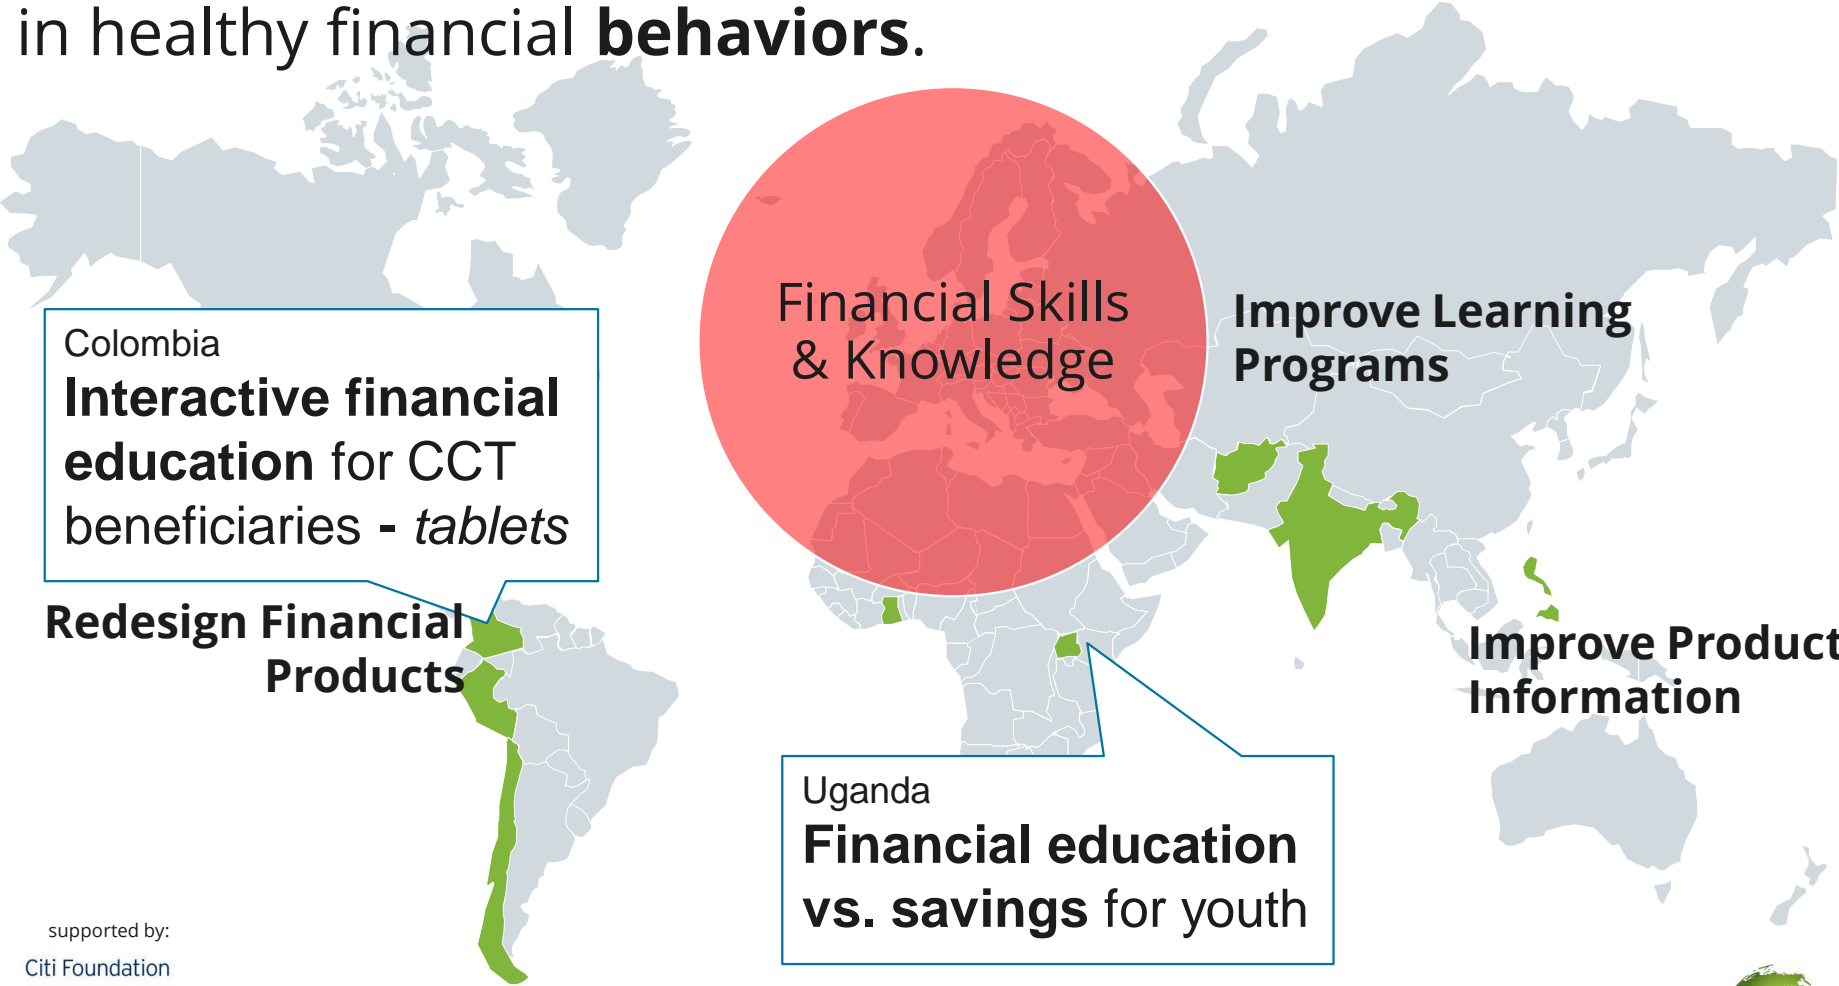 in healthy financial behaviors.
Financial Skills
& Knowledge
Improve Learning
Programs
Colombia
Interactive financial
education for CCT
beneficiaries - tablets
Redesign Financial
Products
Improve Product
Information
Uganda
Financial education
vs. savings for youth
supported by:
Citi Foundation